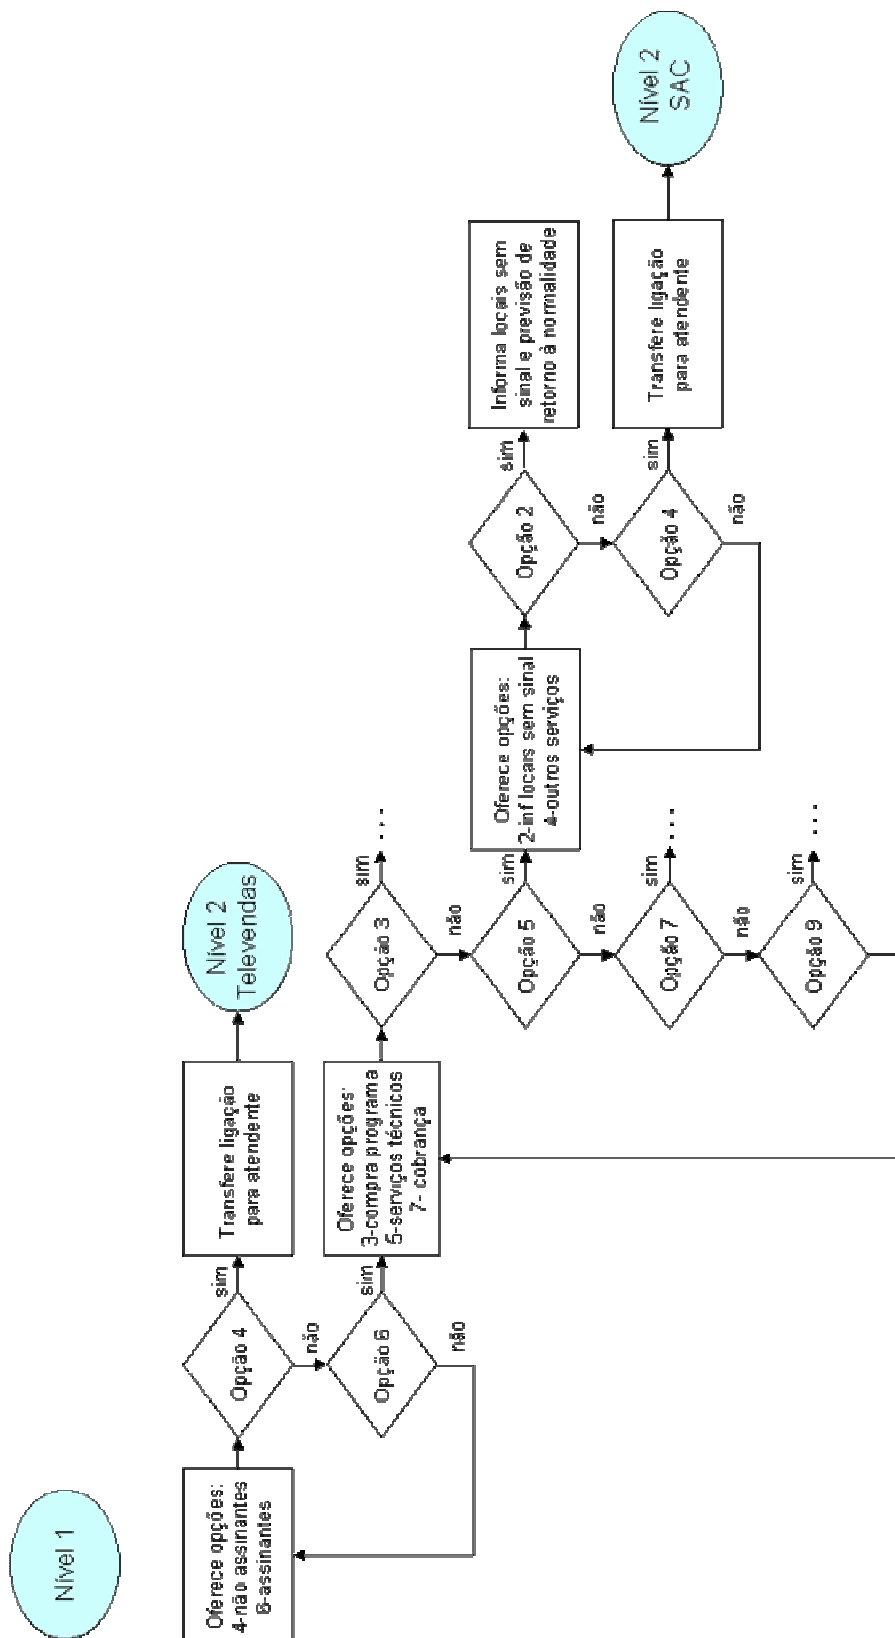 Nível 1
Oferece opções:
4-não assinantes
6-assinantes
Opção 4
sim
não
Transfere ligação
para atendente
Nível 2
Televendas
Opção 6
sim
não
Oferece opções:
3-compra programa
5-serviços técnicos
7- cobrança
Opção 3
sim
...
não
Opção 5
sim
não
Oferece opções:
2-inf locais sem sinal
4-outros serviços
Opção 2
sim
não
Informa locais sem
sinal e previsão de
retorno à normalidade
Opção 4
sim
não
Transfere ligação
para atendente
Nível 2
SAC
Opção 7
sim
...
não
Opção 9
sim
...